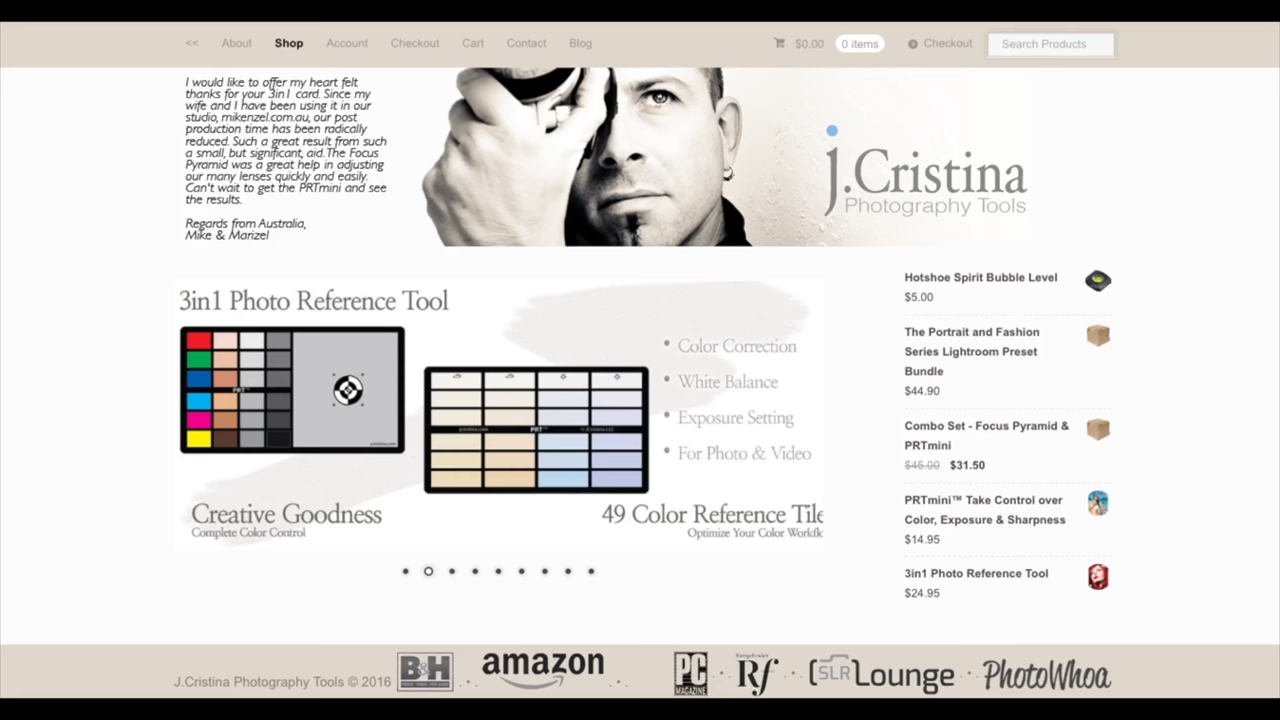 << About Shop Account Checkout Cart Contact Blog $0.00 0 items Checkout Search Products
I would like to offer my heart felt
thanks for your 3in1 card. Since my
wife and I have been using it in our
studio, mikenzel.com.au, our post
production time has been radically
reduced. Such a great result from such
a small, but significant, aid. The Focus
Pyramid was a great help in adjusting
our many lenses quickly and easily.
Can't wait to get the PRTmini and see
the results.
Regards from Australia,
Mike & Marizel
j.Cristina
Photography Tools
3in1 Photo Reference Tool
PRT™
PRT™
• Color Correction
• White Balance
• Exposure Setting
• For Photo & Video
Creative Goodness
Complete Color Control
49 Color Reference Tile
Optimize Your Color Workflo
Hotshoe Spirit Bubble Level
$5.00
The Portrait and Fashion
Series Lightroom Preset
Bundle
$44.90
Combo Set - Focus Pyramid &
PRTmini
$45.00 $31.50
PRTmini™ Take Control over
Color, Exposure & Sharpness
$14.95
3in1 Photo Reference Tool
$24.95
J.Cristina Photography Tools © 2016
B&H
amazon
PC
MAGAZINE
Rangefinder
Rf
SLR Lounge
PhotoWhoa